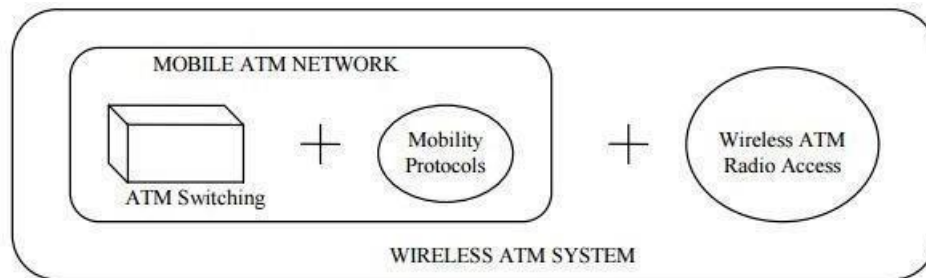 MOBILE ATM NETWORK
ATM Switching
+
Mobility
Protocols
+
Wireless ATM
Radio Access
WIRELESS ATM SYSTEM